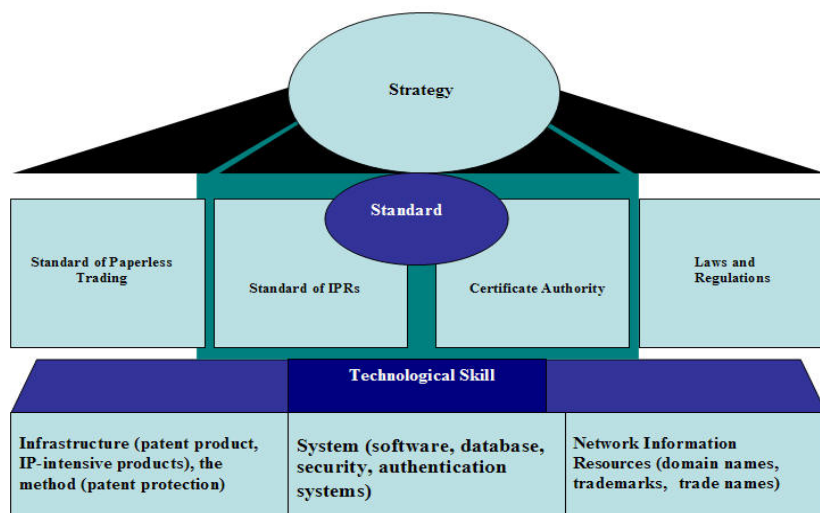 Strategy
Standard
Standard of Paperless
Trading
Standard of IPRs
Certificate Authority
Laws and
Regulations
Technological Skill
Infrastructure (patent product,
IP-intensive products), the
method (patent protection)
System (software, database,
security, authentication
systems)
Network Information
Resources (domain names,
trademarks, trade names)